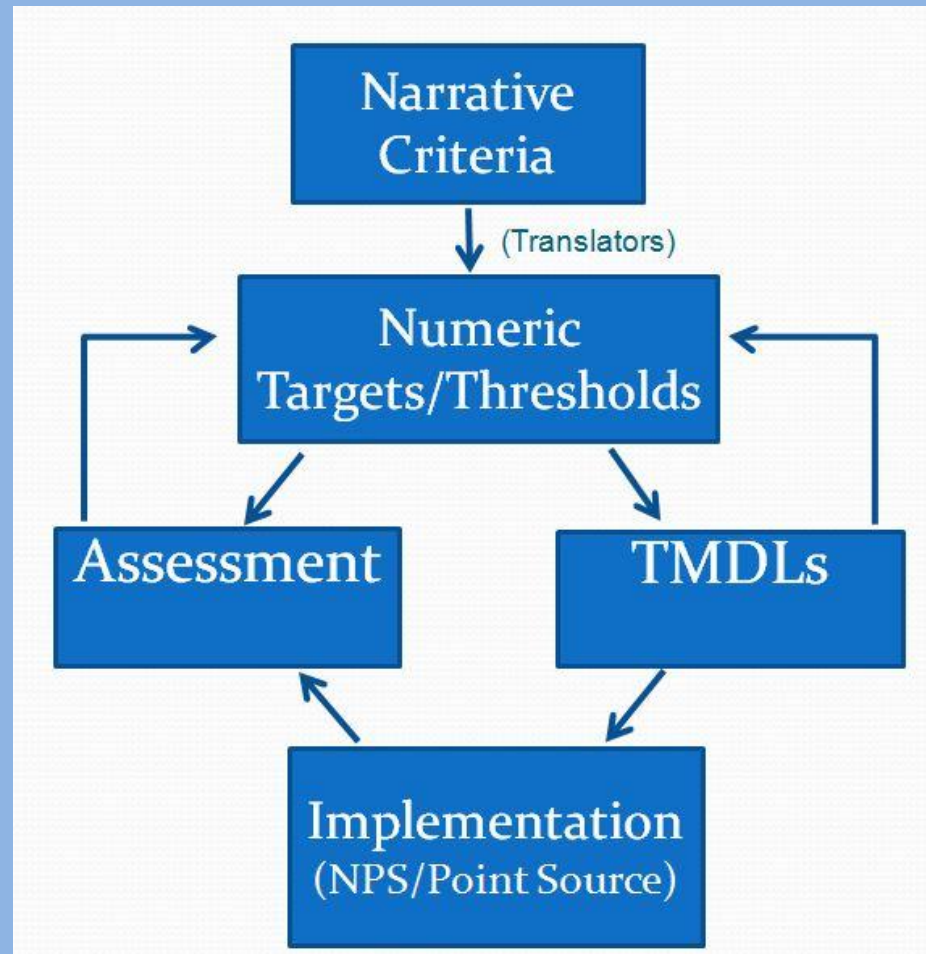 Narrative
Criteria
(Translators)
Numeric
Targets/Thresholds
Assessment
TMDLs
Implementation
(NPS/Point Source)